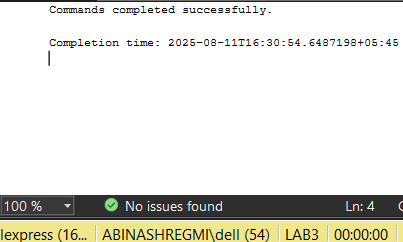 Commands completed successfully.
Completion time: 2025-08-11T16:30:54.6487198+05:45
100 % No issues found Ln: 4
lexpress (16... ABINASHREGMI\dell (54) LAB3 00:00:00